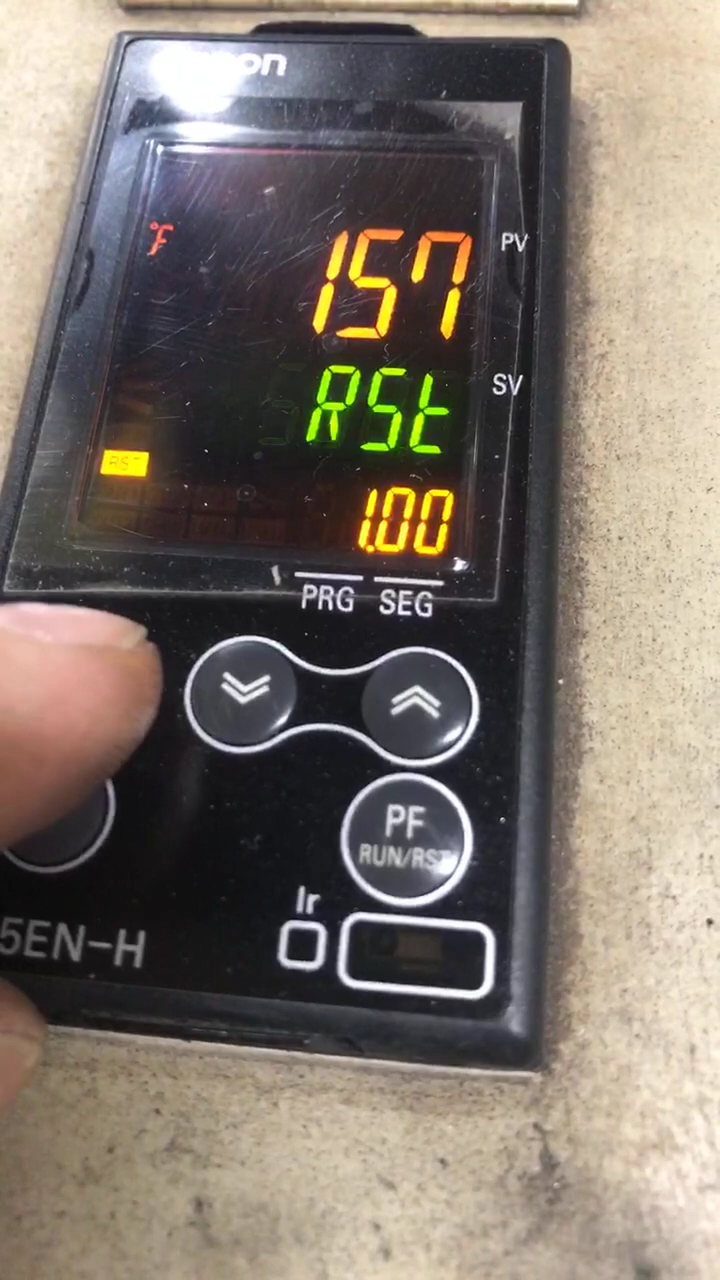 °F
157
PV
RSt
SV
RST
1.00
PRG SEG
PF
RUN/RST
Ir
5EN-H